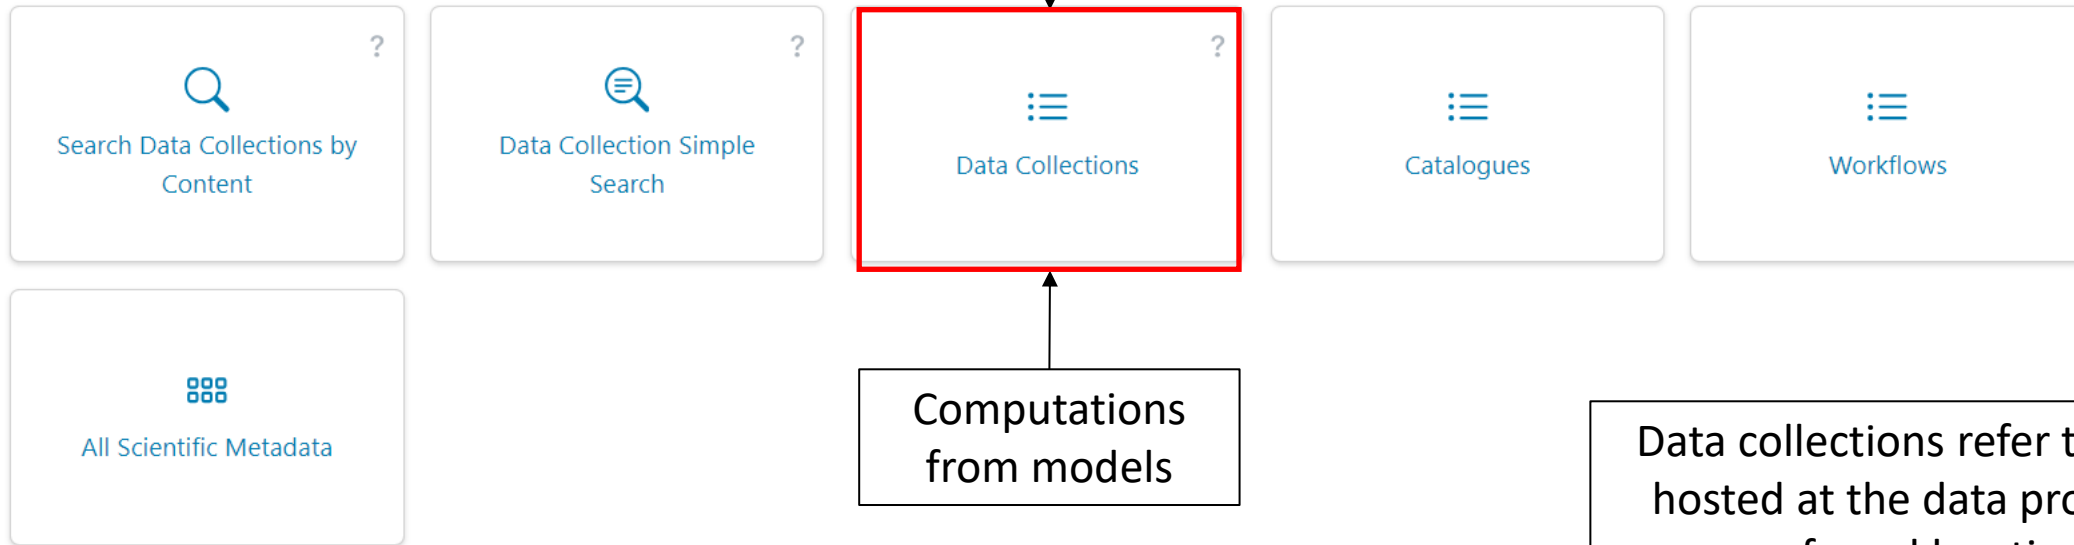 ?
?
?
Search Data Collections by
Content
Data Collection Simple
Search
Data Collections
Catalogues
Workflows
All Scientific Metadata
Computations
from models
Data collections refer
hosted at the data